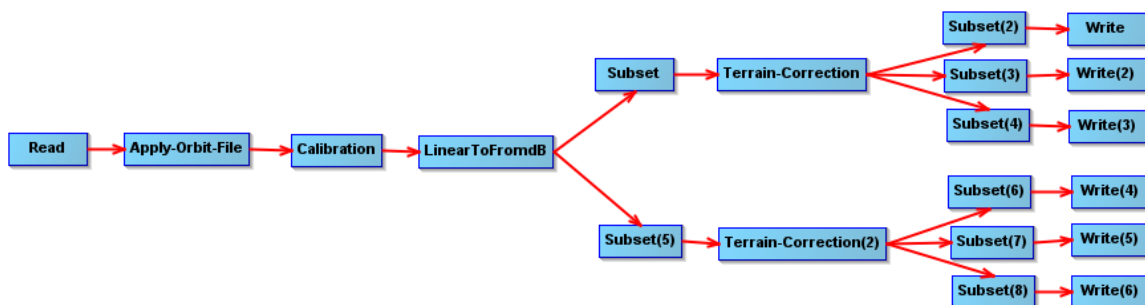 Subset(2)
Write
Subset
Terrain-Correction
Subset(3)
Write(2)
Subset(4)
Write(3)
Read
Apply-Orbit-File
Calibration
LinearToFromdB
Subset(6)
Write(4)
Subset(5)
Terrain-Correction(2)
Subset(7)
Write(5)
Subset(8)
Write(6)